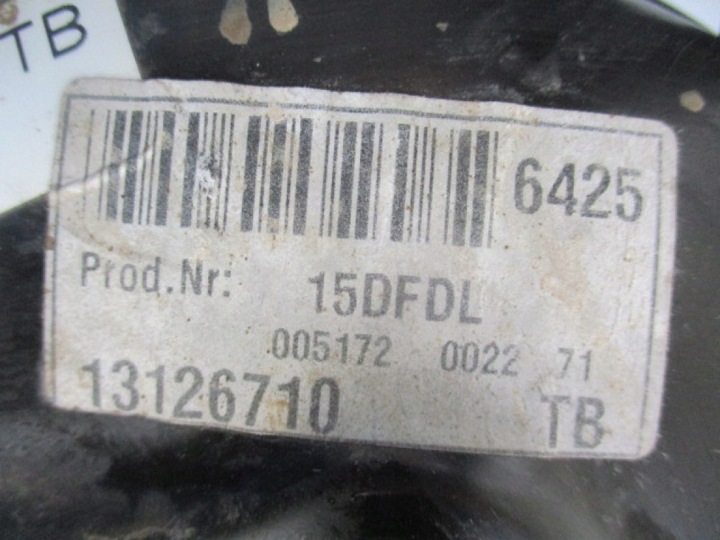 TB
6425
Prod.Nr: 15DFDL
005172 0022 71
13126710 TB